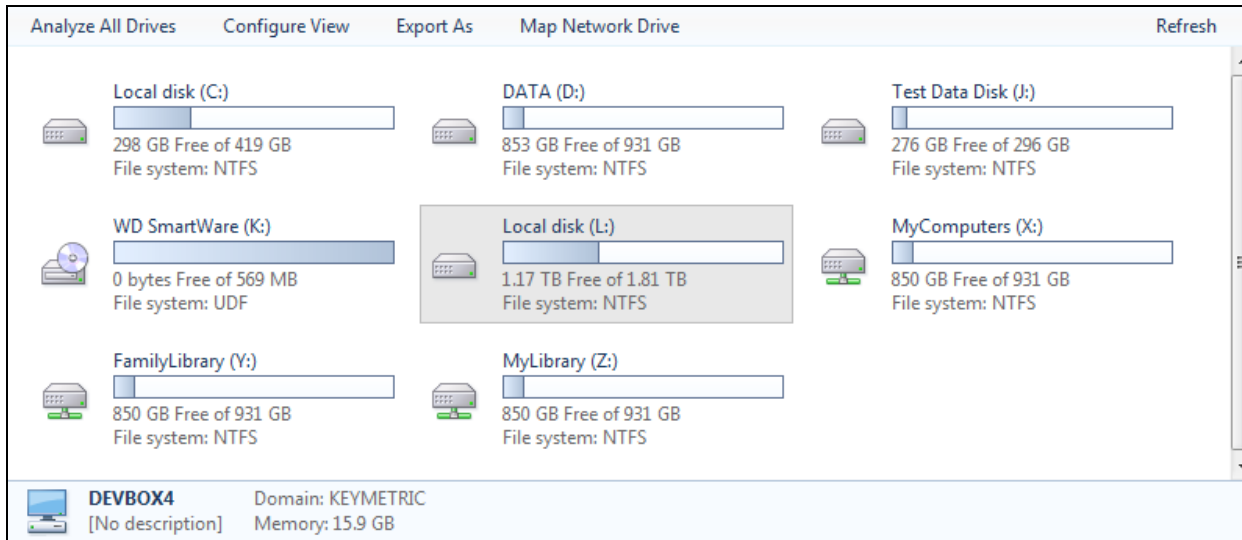 Analyze All Drives Configure View Export As Map Network Drive Refresh
Local disk (C:)
298 GB Free of 419 GB
File system: NTFS
DATA (D:)
853 GB Free of 931 GB
File system: NTFS
Test Data Disk (J:)
276 GB Free of 296 GB
File system: NTFS
WD SmartWare (K:)
0 bytes Free of 569 MB
File system: UDF
Local disk (L:)
1.17 TB Free of 1.81 TB
File system: NTFS
MyComputers (X:)
850 GB Free of 931 GB
File system: NTFS
FamilyLibrary (Y:)
850 GB Free of 931 GB
File system: NTFS
MyLibrary (Z:)
850 GB Free of 931 GB
File system: NTFS
DEVBOX4 Domain: KEYMETRIC
[No description] Memory: 15.9 GB